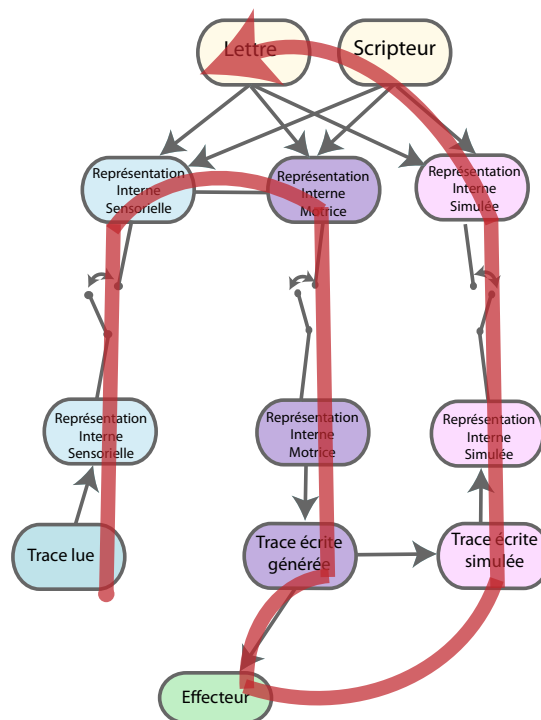 Lettre
Scripteur
Représentation
Interne
Sensorielle
Représentation
Interne
Motrice
Représentation
Interne
Simulée
Représentation
Interne
Sensorielle
Représentation
Interne
Motrice
Représentation
Interne
Simulée
Trace lue
Trace écrite
générée
Trace écrite
simulée
Effecteur